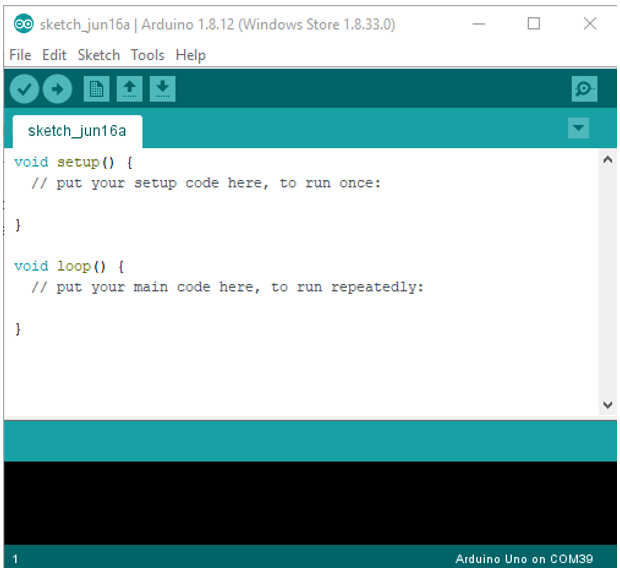 sketch_jun16a | Arduino 1.8.12 (Windows Store 1.8.33.0)
File Edit Sketch Tools Help
sketch_jun16a
void setup() {
  // put your setup code here, to run once:
}
void loop() {
  // put your main code here, to run repeatedly:
}
1
Arduino Uno on COM39